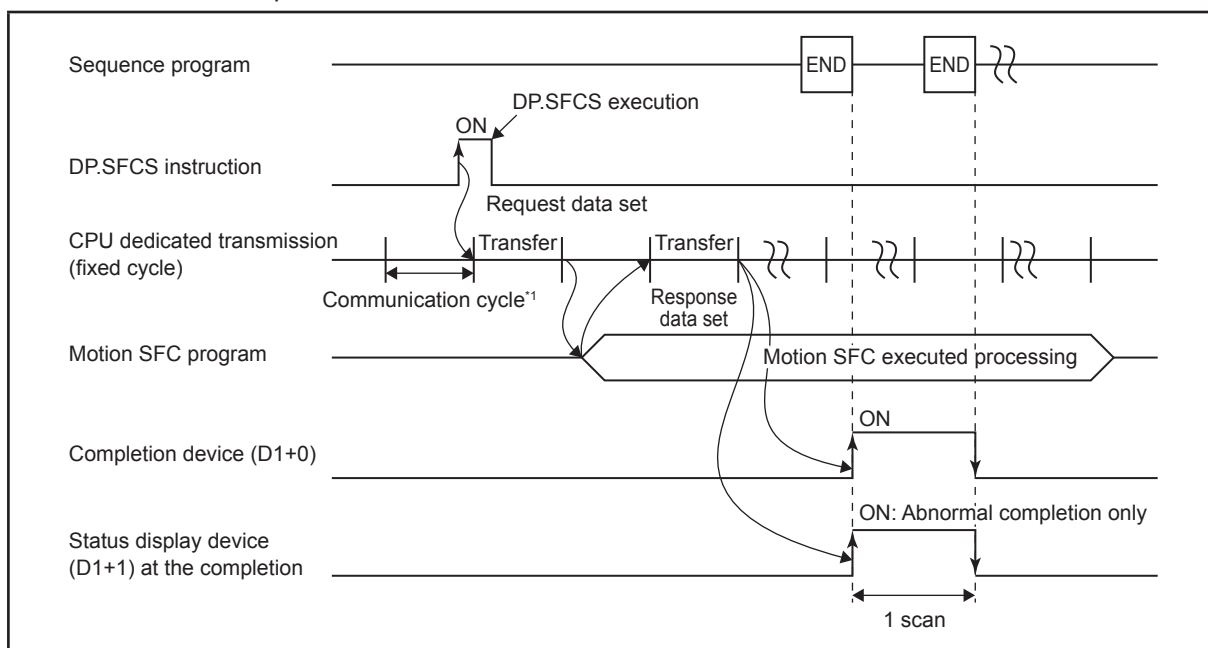 Sequence program
END
END
DP.SFCS execution
ON
DP.SFCS instruction
Request data set
CPU dedicated transmission
(fixed cycle)
Transfer
Transfer
Communication cycle*1
Response
data set
Motion SFC program
Motion SFC executed processing
ON
Completion device (D1+0)
ON: Abnormal completion only
Status display device
(D1+1) at the completion
1 scan